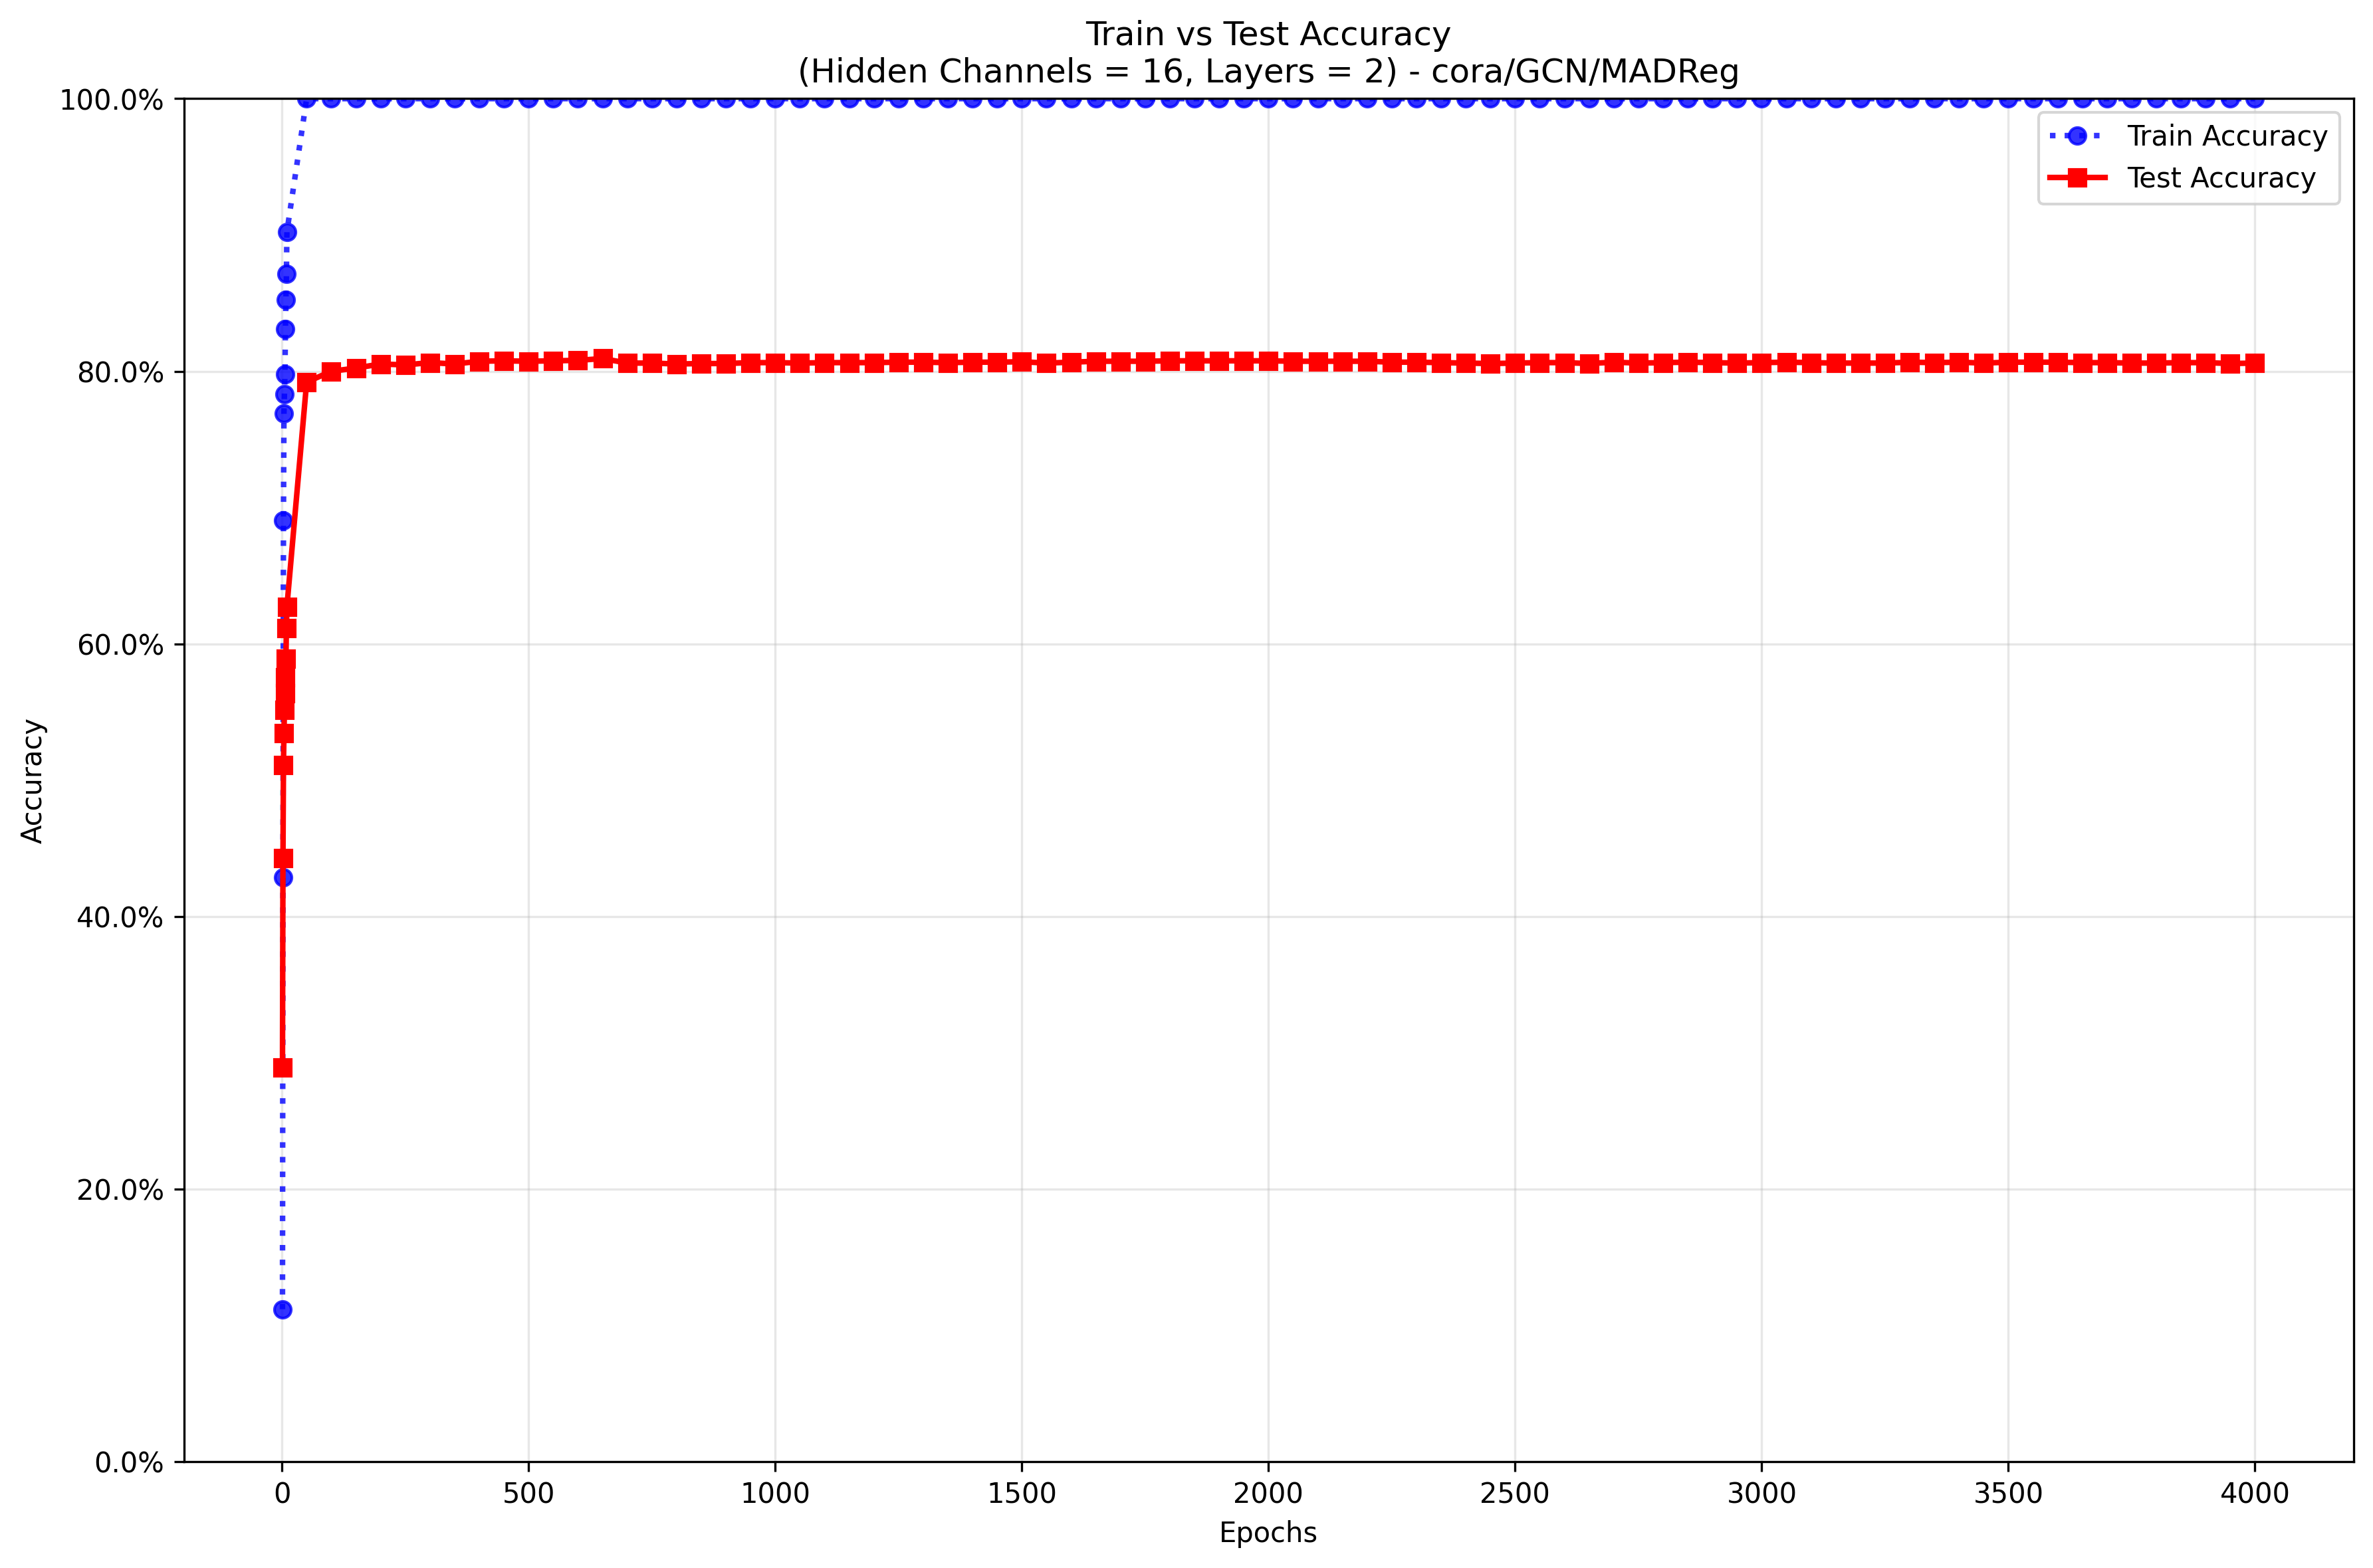 Train vs Test Accuracy
(Hidden Channels = 16, Layers = 2) - cora/GCN/MADReg
100.0%
80.0%
60.0%
40.0%
20.0%
0.0%
Accuracy
Train Accuracy
Test Accuracy
0 500 1000 1500 2000 2500 3000 3500 4000
Epochs